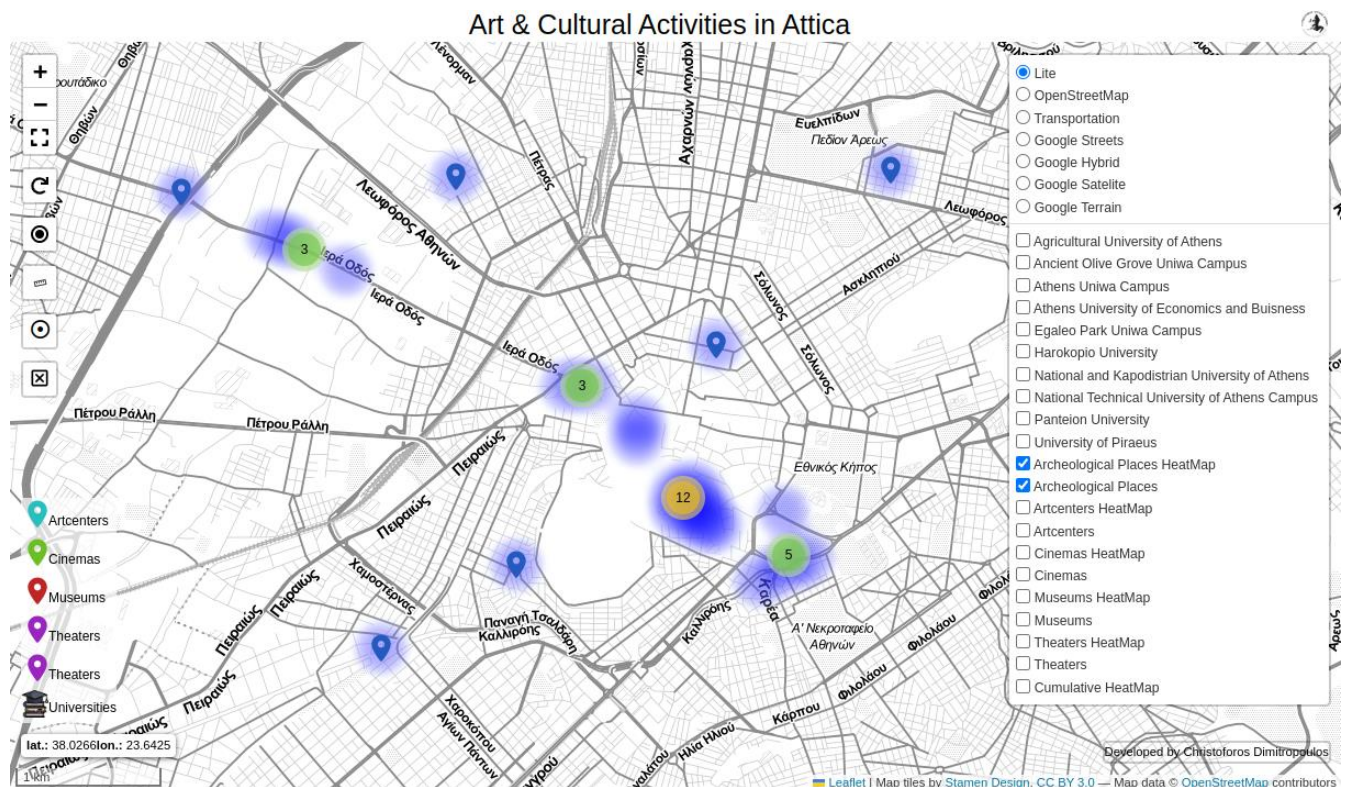 Art & Cultural Activities in Attica
Θηβών
Λένορμαν
Αχαρνών
Lite
OpenStreetMap
Transportation
Google Streets
Google Hybrid
Google Satelite
Google Terrain
Agricultural University of Athens
Ancient Olive Grove Uniwa Campus
Athens Uniwa Campus
Athens University of Economics and Buisness
Egaleo Park Uniwa Campus
Harokopio University
National and Kapodistrian University of Athens
National Technical University of Athens Campus
Panteion University
University of Piraeus
Archeological Places HeatMap
Archeological Places
Artcenters HeatMap
Artcenters
Cinemas HeatMap
Cinemas
Museums HeatMap
Museums
Theaters HeatMap
Theaters
Cumulative HeatMap
+
−
Θηβών
Αχαρνών
Ευελπίδων
Πεδίον Άρεως
Πέτρας
Λεωφόρος Αθηνών
Λεωφόρος
3
Ιερά Οδός
Ιερά Οδός
Ασκληπιού
Σόλωνος
Ιερά Οδός
Σόλωνος
3
Πέτρου Ράλλη
Πέτρου Ράλλη
Πειραιώς
Εθνικός Κήπος
12
Πειραιώς
5
Artcenters
Cinemas
Museums
Theaters
Theaters
Universities
Χαμοστέρνας
Πειραιώς
Πειραιώς
Πειραιώς
Παναγή Τσαλδάρη
Καλλιρόης
Καλλιρόης
Καρέα
Α' Νεκροταφείο
Αθηνών
Φιλολάου
Φιλολάου
Κάρπου
Ηλία Ηλιού
Χαροκόπου
Αγίων Πάντων
lat.: 38.0266lon.: 23.6425
1 km
Developed by Christoforos Dimitropoulos
Leaflet | Map tiles by Stamen Design, CC BY 3.0 — Map data © OpenStreetMap contributors